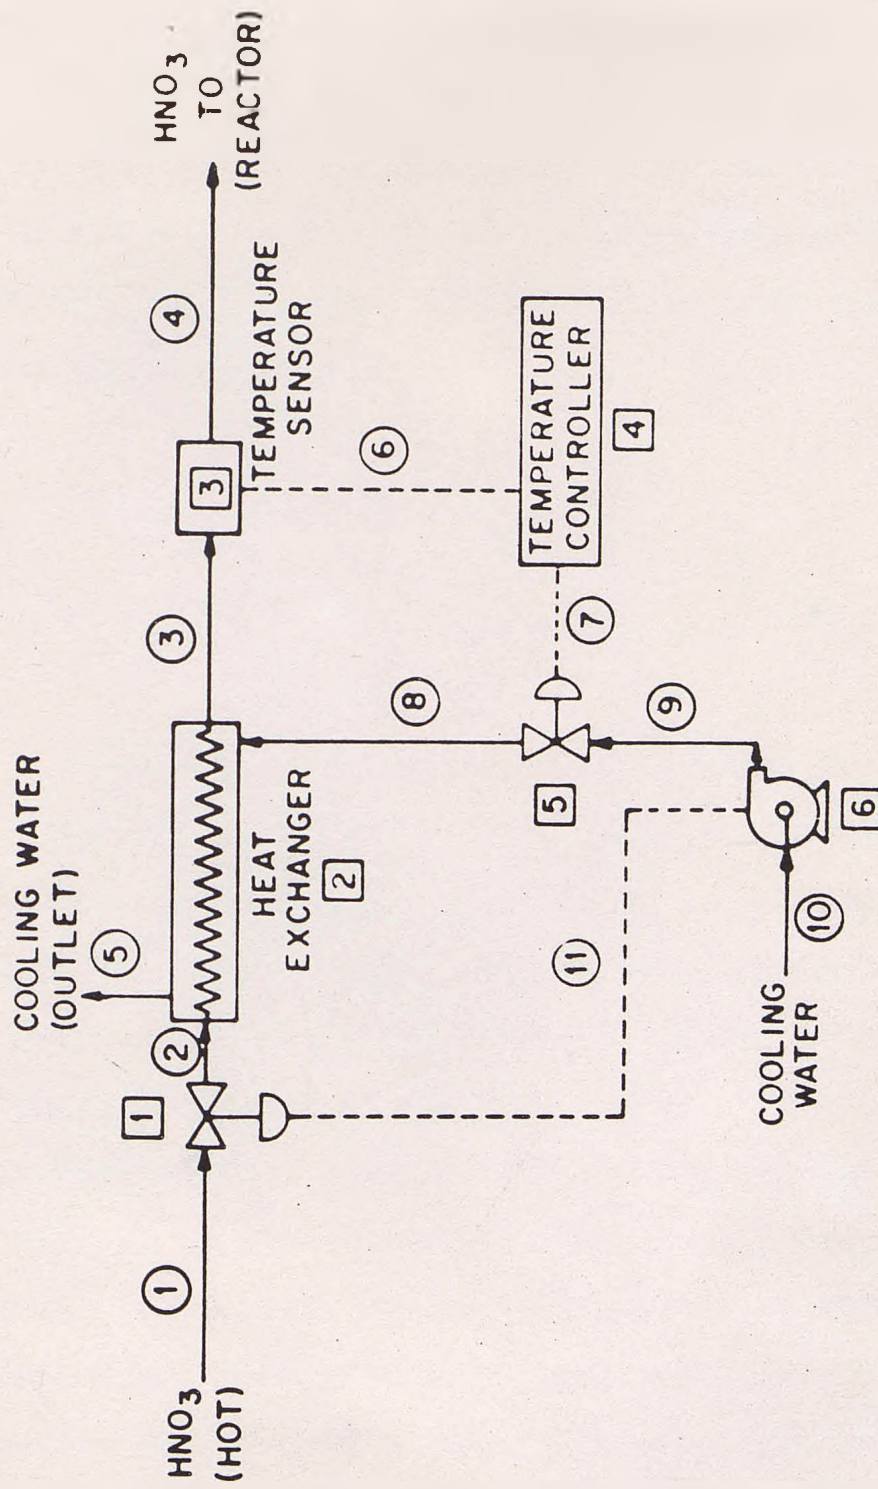 HNO3
(HOT)
1
1
2
COOLING WATER
(OUTLET)
5
HEAT
EXCHANGER
2
3
3
TEMPERATURE
SENSOR
4
HNO3
TO
(REACTOR)
6
TEMPERATURE
CONTROLLER
4
7
8
5
9
11
COOLING
WATER
10
6